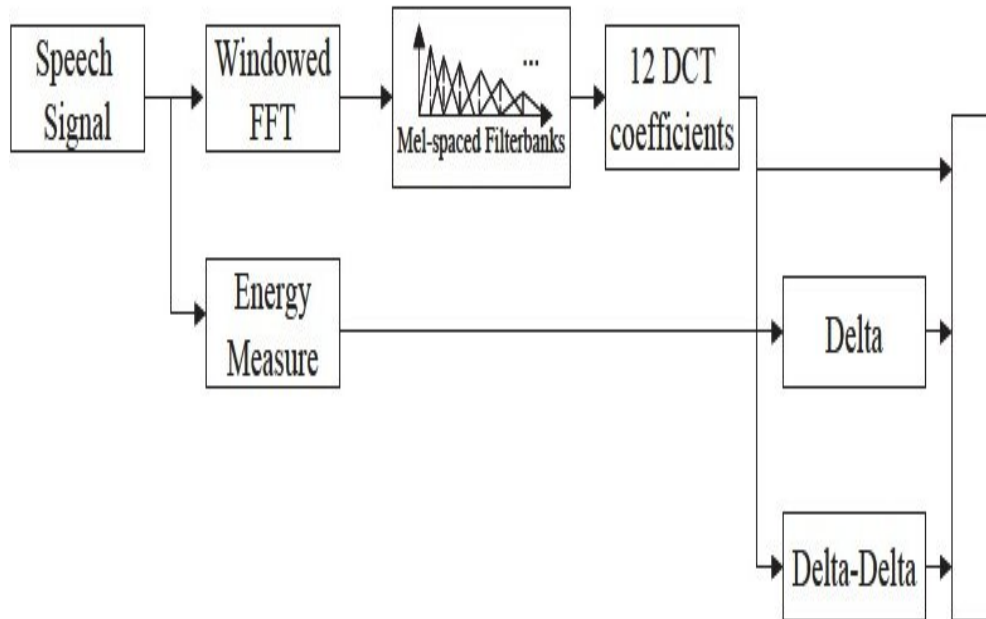 Speech
Signal
Windowed
FFT
...
Mel-spaced Filterbanks
12 DCT
coefficients
Energy
Measure
Delta
Delta-Delta